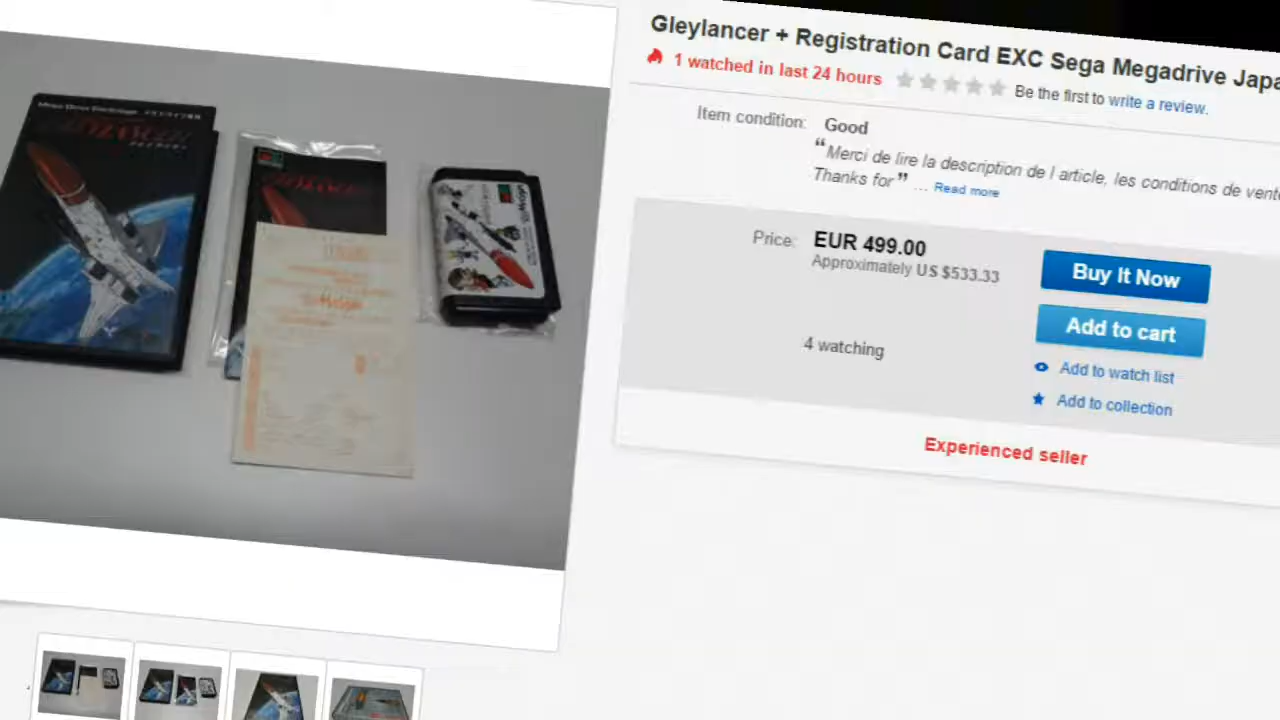 Gleylancer + Registration Card EXC Sega Megadrive Japa
1 watched in last 24 hours
Be the first to write a review.
Item condition: Good
“Merci de lire la description de l article, les conditions de vente
Thanks for ” ... Read more
Price: EUR 499.00
Approximately US $533.33
Buy It Now
Add to cart
4 watching
Add to watch list
Add to collection
Experienced seller